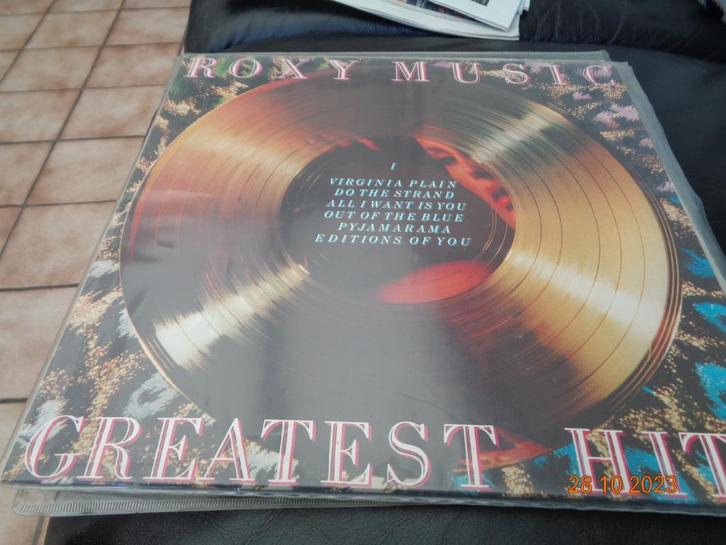 ROXY MUSIC
I
VIRGINIA PLAIN
DO THE STRAND
ALL I WANT IS YOU
OUT OF THE BLUE
PYJAMARAMA
EDITIONS OF YOU
GREATEST HIT
28 10 2023